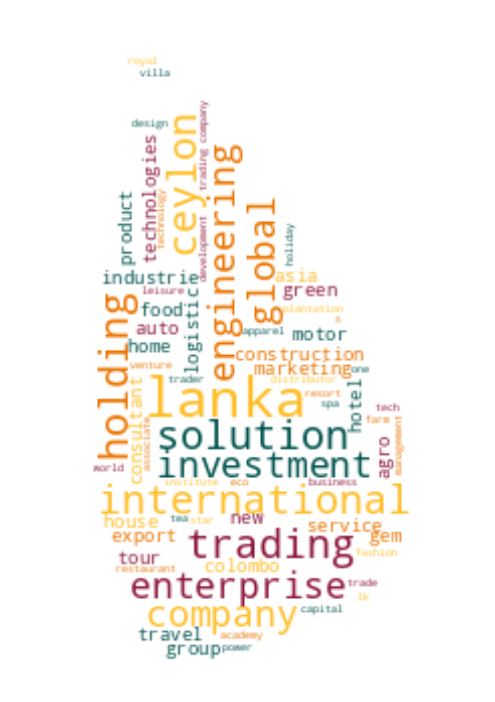 royal
villa
design
ceylon
trading company
technologies
engineering
technology
product
development
global
holiday
industrie
asia
leisure
green
holding
food
logistic
plantation
s
auto
apparel
motor
home
construction
venture
marketing
one
trader
distributor
lanka
consultant
hotel
resort
spa
tech
associate
solution
farm
management
agro
world
investment
institute
eco
business
international
house
tea
star
new
service
export
gem
trading
tour
fashion
restaurant
colombo
enterprise
trade
lk
company
capital
travel
academy
group
power